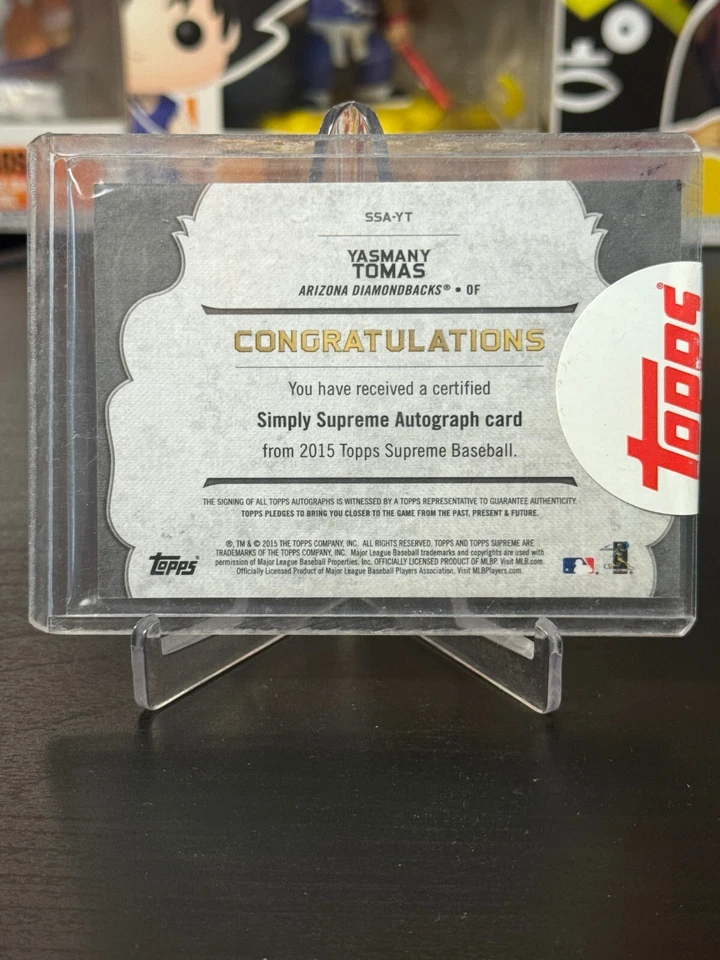 SSA-YT
YASMANY
TOMAS
ARIZONA DIAMONDBACKS® • OF
CONGRATULATIONS
You have received a certified
Simply Supreme Autograph card
from 2015 Topps Supreme Baseball.
THE SIGNING OF ALL TOPPS AUTOGRAPHS IS WITNESSED BY A TOPPS REPRESENTATIVE TO GUARANTEE AUTHENTICITY.
TOPPS PLEDGES TO BRING YOU CLOSER TO THE GAME FROM THE PAST, PRESENT & FUTURE.
®, TM & © 2015 THE TOPPS COMPANY, INC. ALL RIGHTS RESERVED. TOPPS AND TOPPS SUPREME ARE
TRADEMARKS OF THE TOPPS COMPANY, INC. Major League Baseball trademarks and copyrights are used with
permission of Major League Baseball Properties, Inc. OFFICIALLY LICENSED PRODUCT OF MLBP. Visit MLB.com
Officially Licensed Product of Major League Baseball Players Association. Visit MLBPlayers.com.
Topps®
Topps®